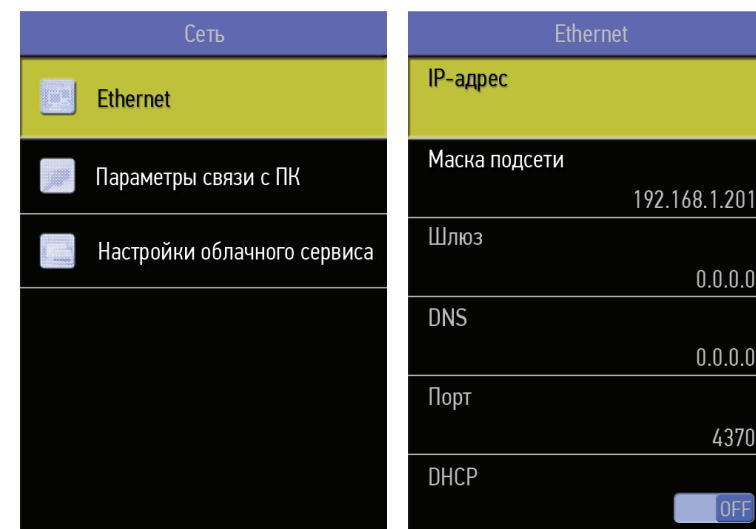 Сеть
Ethernet
Параметры связи с ПК
Настройки облачного сервиса
Ethernet
IP-адрес
Маска подсети
192.168.1.201
Шлюз
0.0.0.0
DNS
0.0.0.0
Порт
4370
DHCP
OFF